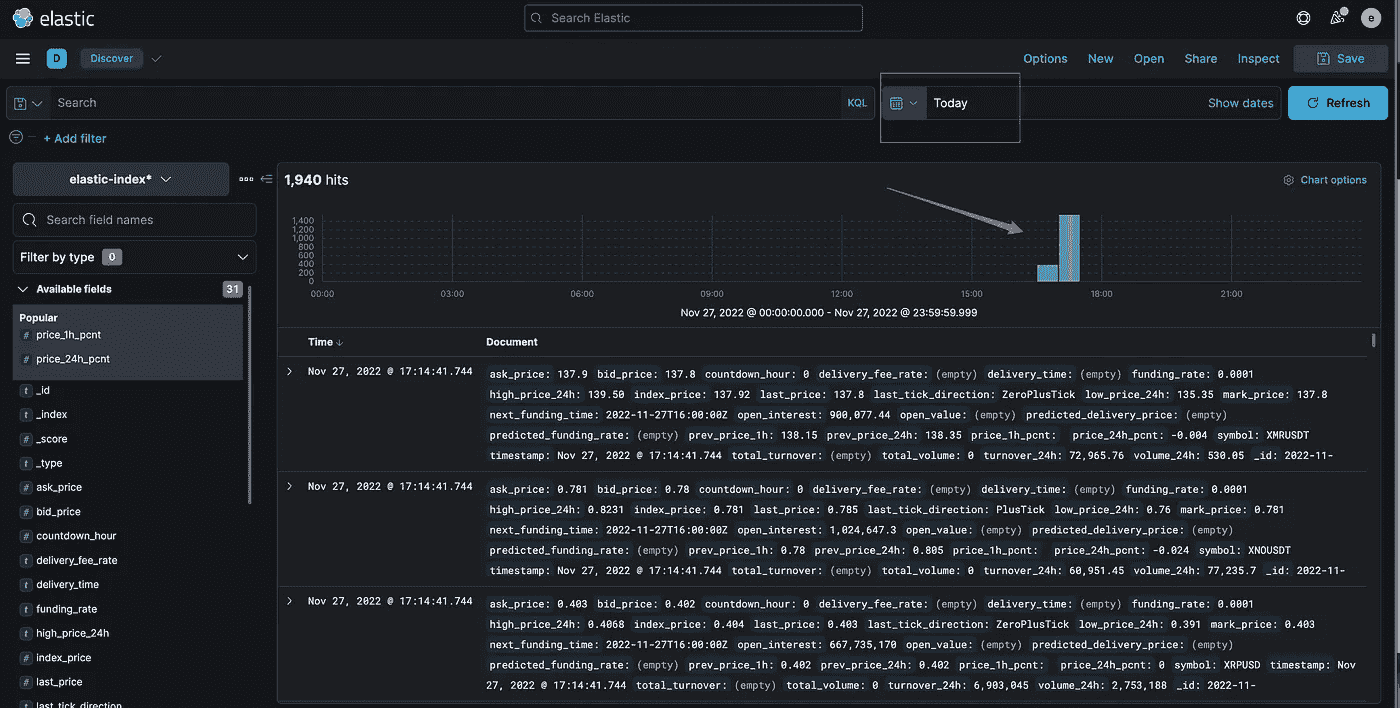 elastic
Search Elastic
e
D
Discover
Options New Open Share Inspect Save
Search
KQL
Today
Show dates
Refresh
+ Add filter
elastic-index*
Search field names
Filter by type 0
Available fields 31
Popular
# price_1h_pcnt
# price_24h_pcnt
t _id
t _index
# _score
t _type
# ask_price
# bid_price
# countdown_hour
t delivery_fee_rate
t delivery_time
# funding_rate
# high_price_24h
# index_price
# last_price
t last_tick_direction
1,940 hits
Chart options
1,400
1,200
1,000
800
600
400
200
0
00:00 03:00 06:00 09:00 12:00 15:00 18:00 21:00
Nov 27, 2022 @ 00:00:00.000 - Nov 27, 2022 @ 23:59:59.999
Time Document
Nov 27, 2022 @ 17:14:41.744
ask_price: 137.9 bid_price: 137.8 countdown_hour: 0 delivery_fee_rate: (empty) delivery_time: (empty) funding_rate: 0.0001
high_price_24h: 139.50 index_price: 137.92 last_price: 137.8 last_tick_direction: ZeroPlusTick low_price_24h: 135.35 mark_price: 137.8
next_funding_time: 2022-11-27T16:00:00Z open_interest: 900,077.44 open_value: (empty) predicted_delivery_price: (empty)
predicted_funding_rate: (empty) prev_price_1h: 138.15 prev_price_24h: 138.35 price_1h_pcnt: price_24h_pcnt: -0.004 symbol: XMRUSDT
timestamp: Nov 27, 2022 @ 17:14:41.744 total_turnover: (empty) total_volume: 0 turnover_24h: 72,965.76 volume_24h: 530.05 _id: 2022-11-
Nov 27, 2022 @ 17:14:41.744
ask_price: 0.781 bid_price: 0.78 countdown_hour: 0 delivery_fee_rate: (empty) delivery_time: (empty) funding_rate: 0.0001
high_price_24h: 0.8231 index_price: 0.781 last_price: 0.785 last_tick_direction: PlusTick low_price_24h: 0.76 mark_price: 0.781
next_funding_time: 2022-11-27T16:00:00Z open_interest: 1,024,647.3 open_value: (empty) predicted_delivery_price: (empty)
predicted_funding_rate: (empty) prev_price_1h: 0.78 prev_price_24h: 0.805 price_1h_pcnt: price_24h_pcnt: -0.024 symbol: XNOUSDT
timestamp: Nov 27, 2022 @ 17:14:41.744 total_turnover: (empty) total_volume: 0 turnover_24h: 60,951.45 volume_24h: 77,235.7 _id: 2022-11-
Nov 27, 2022 @ 17:14:41.744
ask_price: 0.403 bid_price: 0.402 countdown_hour: 0 delivery_fee_rate: (empty) delivery_time: (empty) funding_rate: 0.0001
high_price_24h: 0.4068 index_price: 0.404 last_price: 0.403 last_tick_direction: ZeroPlusTick low_price_24h: 0.391 mark_price: 0.403
next_funding_time: 2022-11-27T16:00:00Z open_interest: 667,735,170 open_value: (empty) predicted_delivery_price: (empty)
predicted_funding_rate: (empty) prev_price_1h: 0.402 prev_price_24h: 0.402 price_1h_pcnt: price_24h_pcnt: 0 symbol: XRPUSD timestamp: Nov
27, 2022 @ 17:14:41.744 total_turnover: (empty) total_volume: 0 turnover_24h: 6,903,045 volume_24h: 2,753,188 _id: 2022-11-